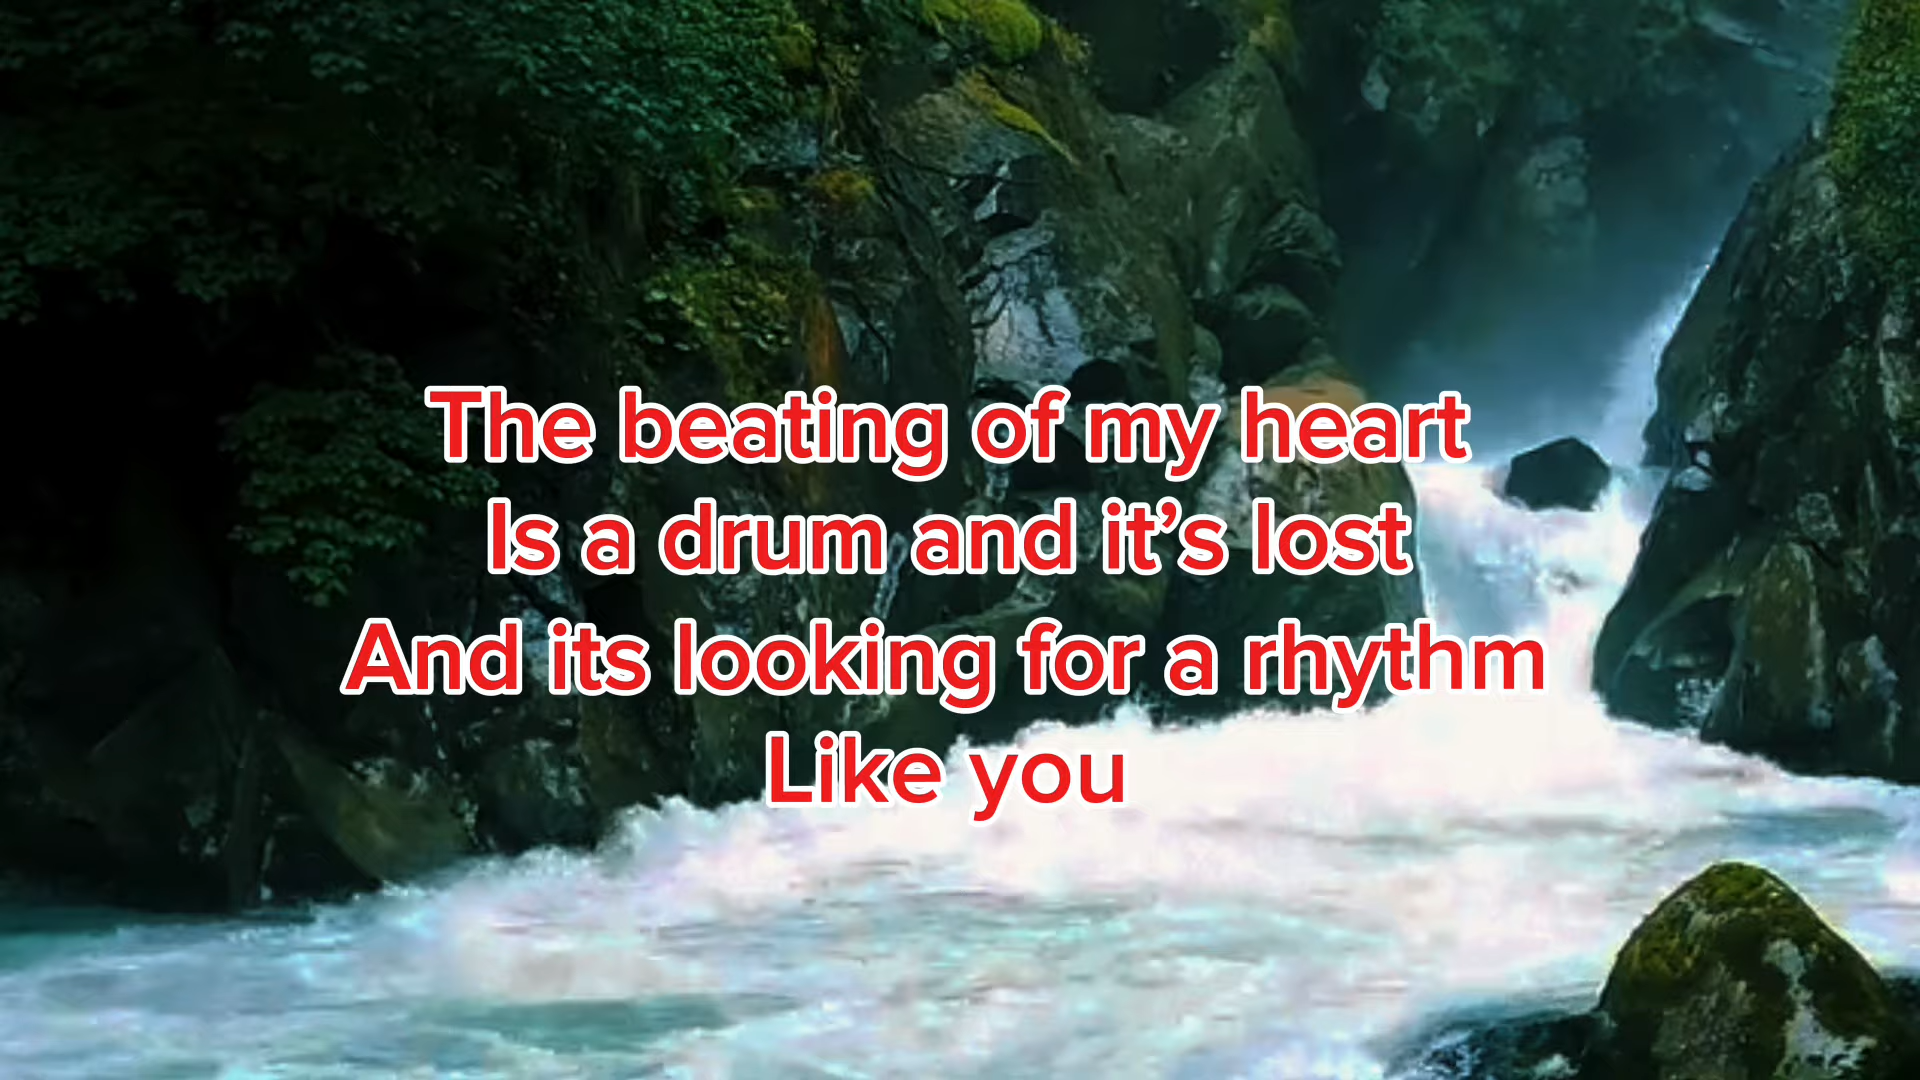 The beating of my heart
Is a drum and it’s lost
And its looking for a rhythm
Like you